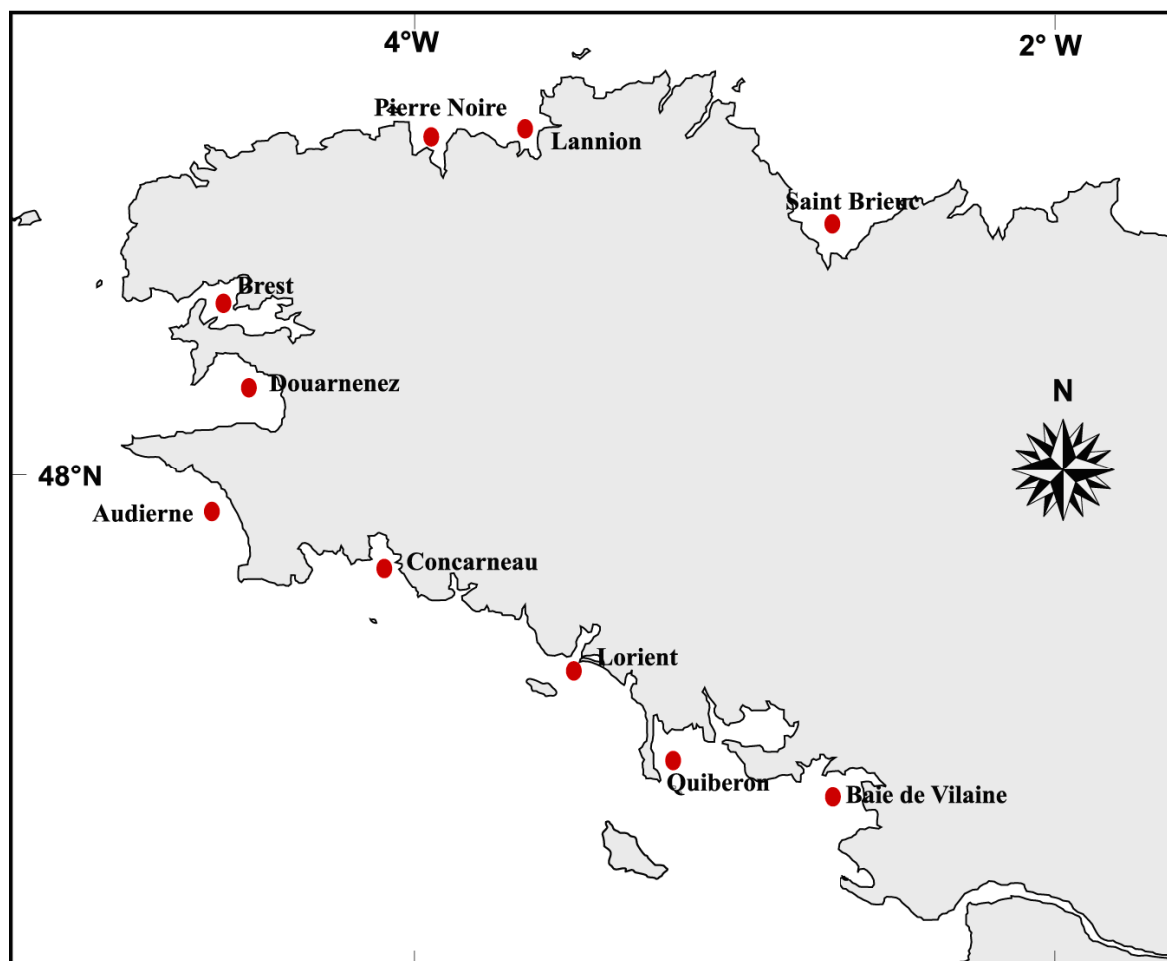 4°W
2° W
Pierre Noire
Lannion
Saint Brieuc
Brest
Douarnenez
N
48°N
Audierne
Concarneau
Lorient
Quiberon
Baie de Vilaine